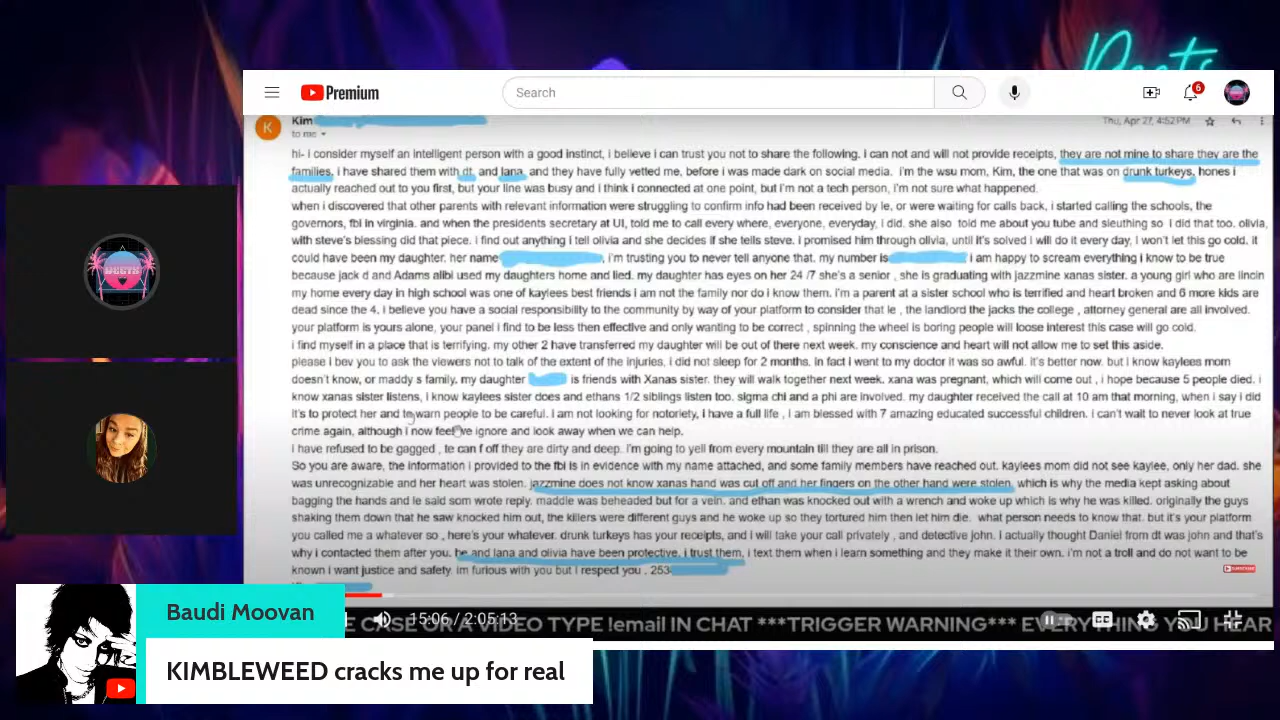 Deets
Premium
Search
6
K
Kim
Thu, Apr 27, 4:52 PM
to me
hi- i consider myself an intelligent person with a good instinct, i believe i can trust you not to share the following. i can not and will not provide receipts, they are not mine to share they are the
families. i have shared them with dt, and lana, and they have fully vetted me, before i was made dark on social media. i'm the wsu mom, Kim, the one that was on drunk turkeys, hones i
actually reached out to you first, but your line was busy and i think i connected at one point, but i'm not a tech person, i'm not sure what happened.
when i discovered that other parents with relevant information were struggling to confirm info had been received by le, or were waiting for calls back, i started calling the schools, the
governors, fbi in virginia. and when the presidents secretary at UI, told me to call every where, everyone, everyday, i did. she also told me about you tube and sleuthing so i did that too. olivia,
with steve's blessing did that piece. i find out anything i tell olivia and she decides if she tells steve. i promised him through olivia, until it's solved i will do it every day, I won't let this go cold. it
could have been my daughter. her name , i'm trusting you to never tell anyone that. my number is i am happy to scream everything i know to be true
because jack d and Adams alibi used my daughters home and lied. my daughter has eyes on her 24 /7 she's a senior , she is graduating with jazzmine xanas sister. a young girl who are lincin
my home every day in high school was one of kaylees best friends i am not the family nor do i know them. i'm a parent at a sister school who is terrified and heart broken and 6 more kids are
dead since the 4. i believe you have a social responsibility to the community by way of your platform to consider that le , the landlord the jacks the college , attorney general are all involved.
your platform is yours alone, your panel i find to be less then effective and only wanting to be correct , spinning the wheel is boring people will loose interest this case will go cold.
i find myself in a place that is terrifying. my other 2 have transferred my daughter will be out of there next week. my conscience and heart will not allow me to set this aside.
please i bev you to ask the viewers not to talk of the extent of the injuries, i did not sleep for 2 months. in fact i went to my doctor it was so awful. it's better now. but i know kaylees mom
doesn't know, or maddy s family. my daughter is friends with Xanas sister. they will walk together next week. xana was pregnant, which will come out , i hope because 5 people died. i
know xanas sister listens, i know kaylees sister does and ethans 1/2 siblings listen too. sigma chi and a phi are involved. my daughter received the call at 10 am that morning, when i say i did
it's to protect her and to warn people to be careful. i am not looking for notoriety, i have a full life , i am blessed with 7 amazing educated successful children. i can't wait to never look at true
crime again, although i now feel we ignore and look away when we can help.
I have refused to be gagged , le can f off they are dirty and deep. i'm going to yell from every mountain till they are all in prison.
So you are aware, the information i provided to the fbi is in evidence with my name attached, and some family members have reached out. kaylees mom did not see kaylee, only her dad. she
was unrecognizable and her heart was stolen. jazzmine does not know xanas hand was cut off and her fingers on the other hand were stolen, which is why the media kept asking about
bagging the hands and le said som wrote reply. maddie was beheaded but for a vein. and ethan was knocked out with a wrench and woke up which is why he was killed. originally the guys
shaking them down that he saw knocked him out, the killers were different guys and he woke up so they tortured him then let him die. what person needs to know that. but it's your platform
you called me a whatever so , here's your whatever. drunk turkeys has your receipts, and i will take your call privately , and detective john. I actually thought Daniel from dt was john and that's
why i contacted them after you. he and lana and olivia have been protective. i trust them, i text them when i learn something and they make it their own. i'm not a troll and do not want to be
known i want justice and safety. im furious with you but I respect you . 253
SUBSCRIBE
15:06 / 2:05:13
E CASE OR A VIDEO TYPE !email IN CHAT ***TRIGGER WARNING*** EVERYTHING YOU HEAR
DEETS
Baudi Moovan
KIMBLEWEED cracks me up for real